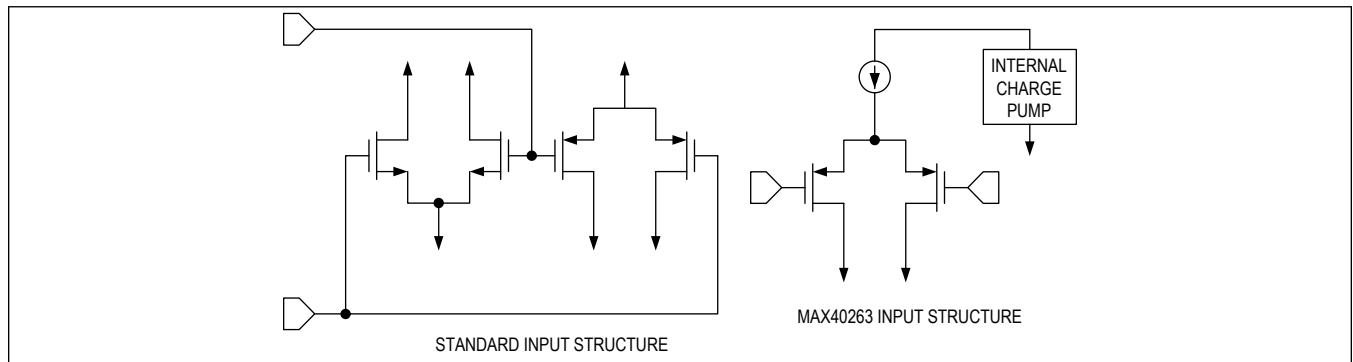 INTERNAL
CHARGE
PUMP
STANDARD INPUT STRUCTURE
MAX40263 INPUT STRUCTURE